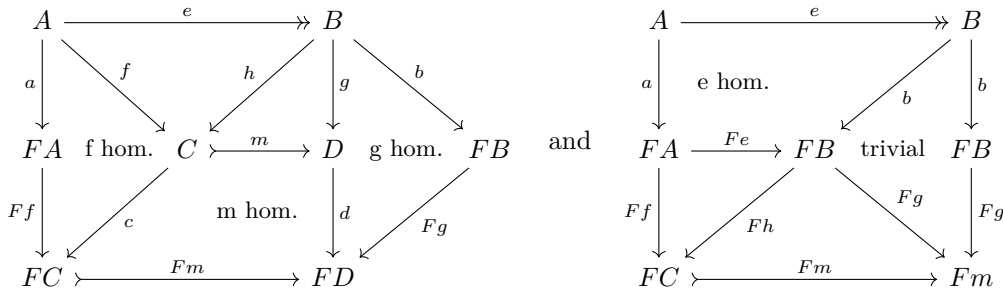 A e B A e B
a f h g b a e hom. b b
FA f hom. C m D g hom. FB and FA Fe FB trivial FB
Ff c m hom. d Fg Ff Fh Fg Fg
FC Fm FD FC Fm Fm